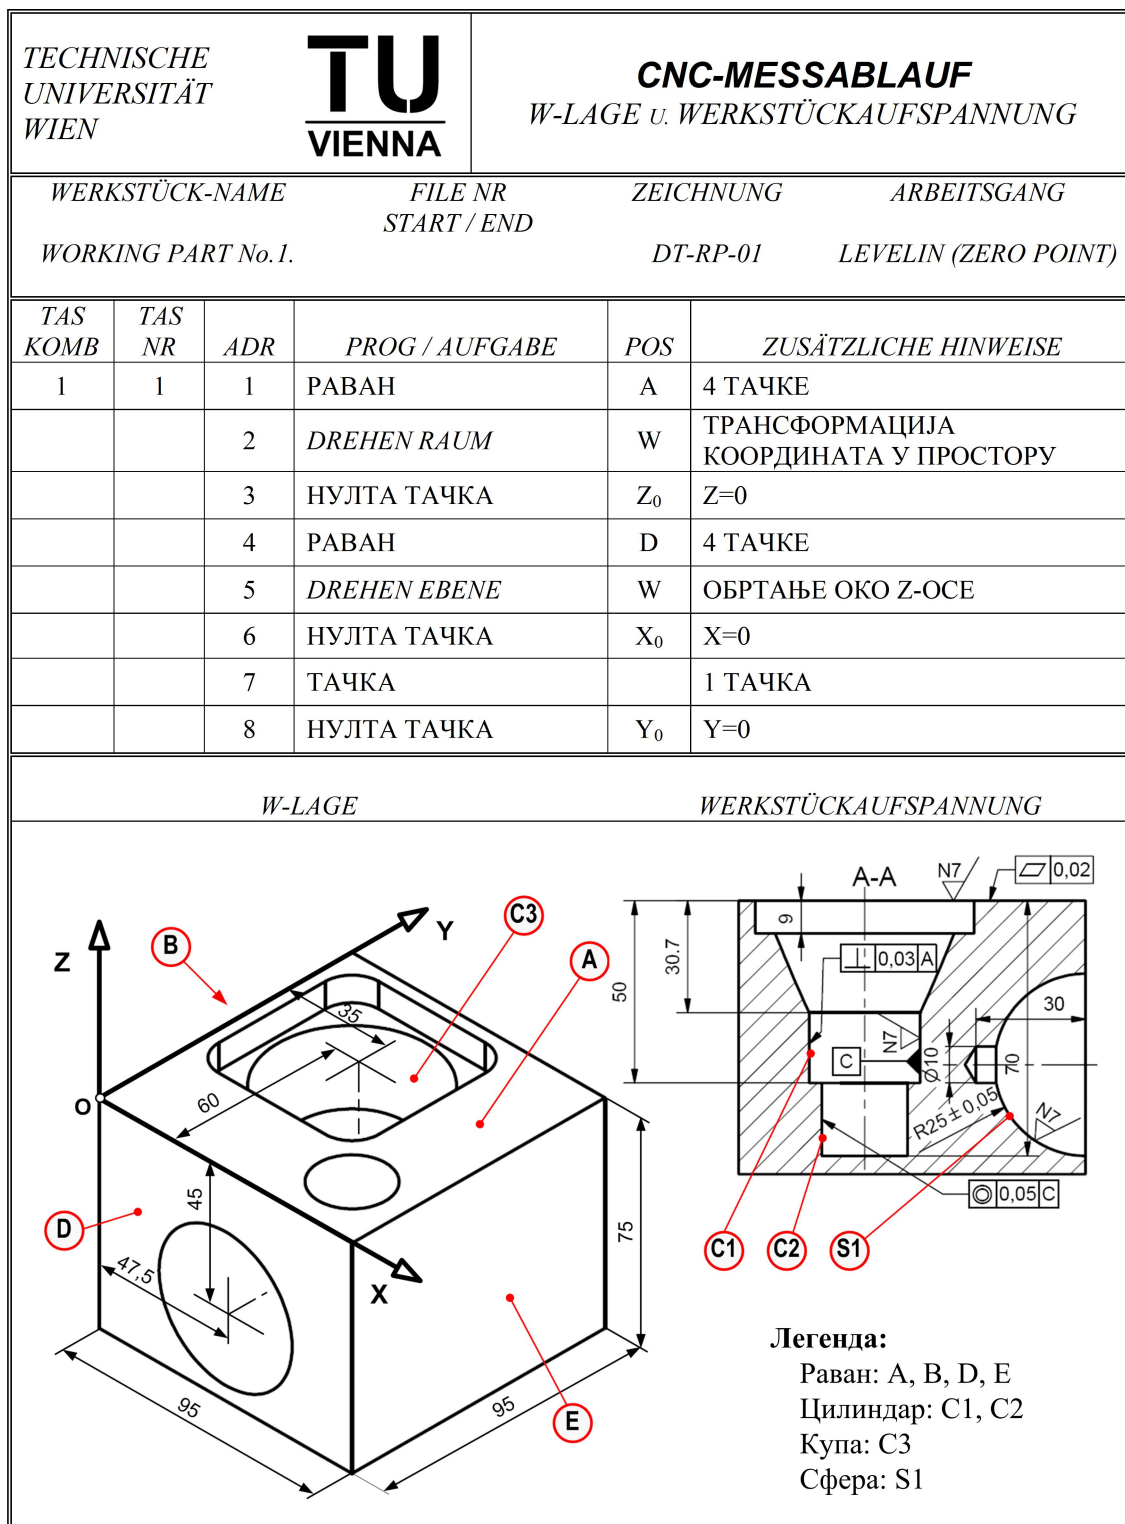 TECHNISCHE
UNIVERSITÄT
WIEN
TU
VIENNA
CNC-MESSABLAUF
W-LAGE U. WERKSTÜCKAUFSPANNUNG
WERKSTÜCK-NAME FILE NR ZEICHNUNG ARBEITSGANG
START / END
WORKING PART No.1. DT-RP-01 LEVELIN (ZERO POINT)
TAS TAS
KOMB NR ADR PROG / AUFGABE POS ZUSÄTZLICHE HINWEISE
1 1 1 РАВАН A 4 ТАЧКЕ
2 DREHEN RAUM W ТРАНСФОРМАЦИЈА
КООРДИНАТА У ПРОСТОРУ
3 НУЛТА ТАЧКА Z0 Z=0
4 РАВАН D 4 ТАЧКЕ
5 DREHEN EBENE W ОБРТАЊЕ ОКО Z-ОСЕ
6 НУЛТА ТАЧКА X0 X=0
7 ТАЧКА 1 ТАЧКА
8 НУЛТА ТАЧКА Y0 Y=0
W-LAGE WERKSTÜCKAUFSPANNUNG
Z
B
Y
C3
A
35
60
O
45
D
47,5
X
75
95
95
E
A-A
N7
0,02
9
30.7
50
0,03 A
N7
C
Ø10
30
70
R25±0,05
N7
0,05 C
C1
C2
S1
Легенда:
Раван: A, B, D, E
Цилиндар: C1, C2
Купа: C3
Сфера: S1